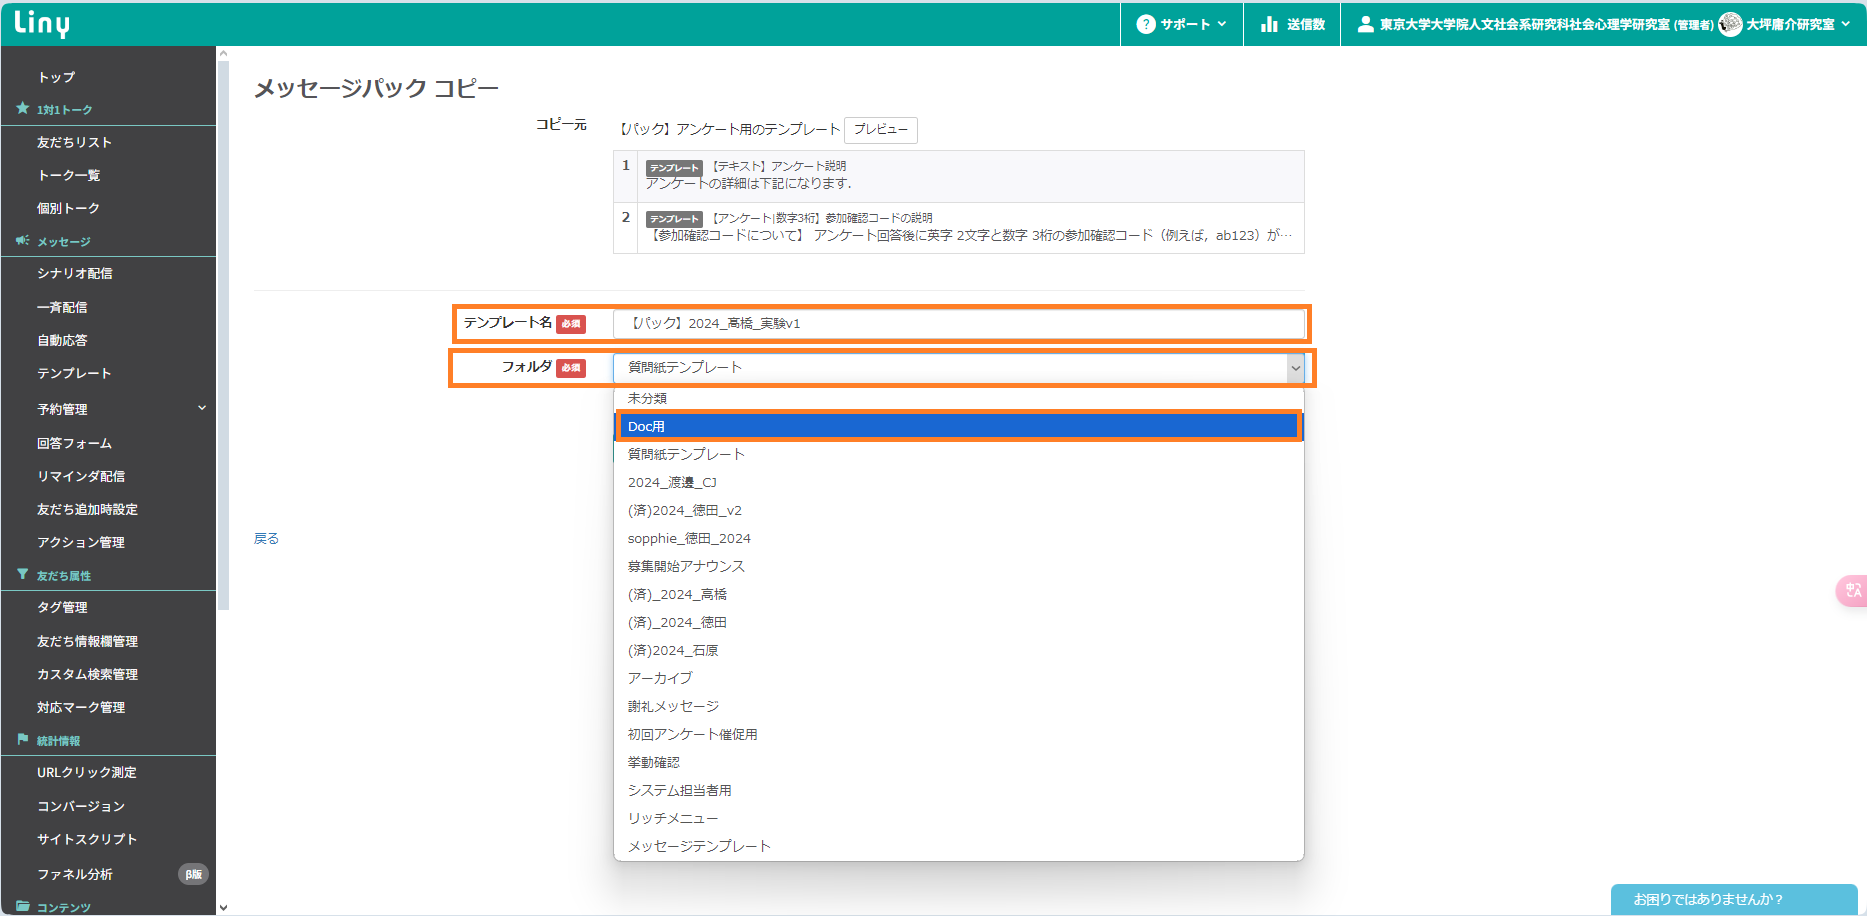 Liny
サポート
送信数
東京大学大学院人文社会系研究科社会心理学研究室 (管理者)
大坪庸介研究室
トップ
1対1トーク
友だちリスト
トーク一覧
個別トーク
メッセージ
シナリオ配信
一斉配信
自動応答
テンプレート
予約管理
回答フォーム
リマインダ配信
友だち追加時設定
アクション管理
友だち属性
タグ管理
友だち情報欄管理
カスタム検索管理
対応マーク管理
統計情報
URLクリック測定
コンバージョン
サイトスクリプト
ファネル分析 β版
コンテンツ
メッセージパック コピー
コピー元
【パック】アンケート用のテンプレート プレビュー
1 テンプレート 【テキスト】アンケート説明
アンケートの詳細は下記になります.
2 テンプレート 【アンケート|数字3桁】参加確認コードの説明
【参加確認コードについて】 アンケート回答後に英字 2文字と数字 3桁の参加確認コード（例えば，ab123）が…
テンプレート名 必須 【パック】2024_高橋_実験v1
フォルダ 必須 質問紙テンプレート
未分類
Doc用
質問紙テンプレート
2024_渡邊_CJ
(済)2024_徳田_v2
sopphie_徳田_2024
募集開始アナウンス
(済)_2024_高橋
(済)_2024_徳田
(済)2024_石原
アーカイブ
謝礼メッセージ
初回アンケート催促用
挙動確認
システム担当者用
リッチメニュー
メッセージテンプレート
戻る
お困りではありませんか？